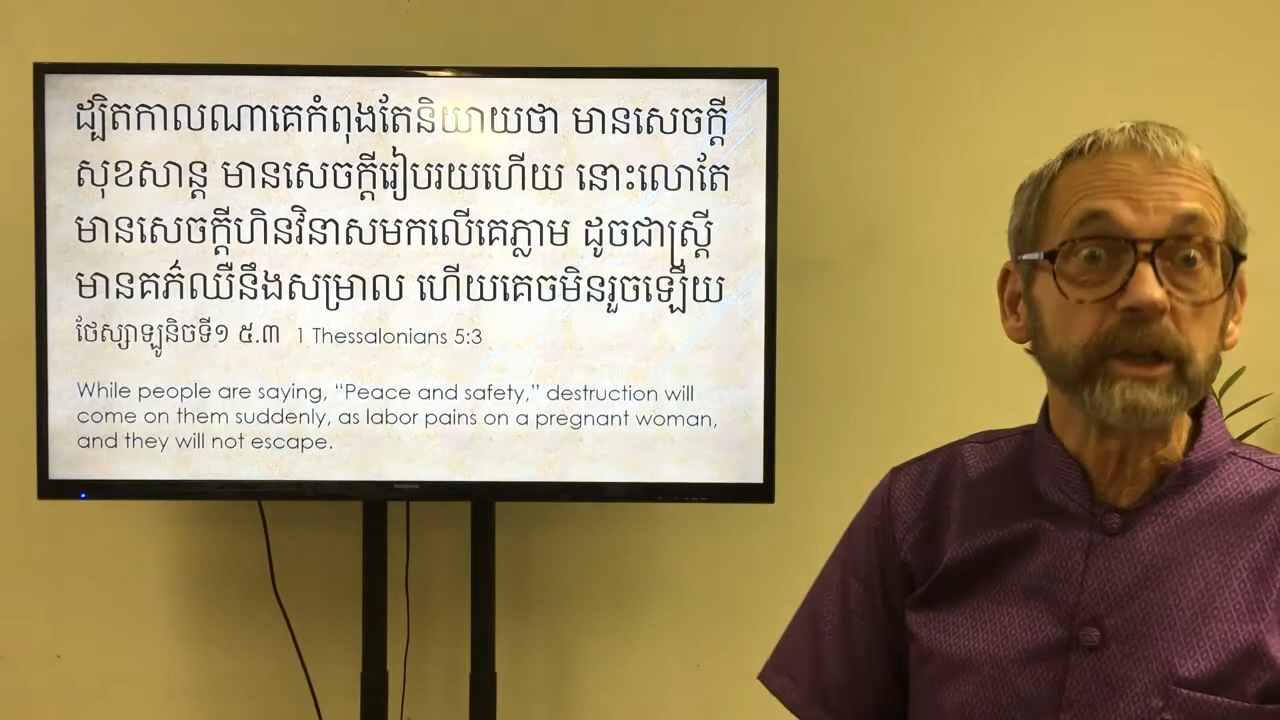 ដ្បិតកាលណាគេកំពុងតែនិយាយថា មានសេចក្ដី
សុខសាន្ត មានសេចក្ដីរៀបរយហើយ នោះលោតែ
មានសេចក្ដីហិនវិនាសមកលើគេភ្លាម ដូចជាស្ត្រី
មានគភ៌ឈឺនឹងសម្រាល ហើយគេចមិនរួចឡើយ
ថែស្សាឡូនិចទី១ ៥.៣ 1 Thessalonians 5:3
While people are saying, “Peace and safety,” destruction will
come on them suddenly, as labor pains on a pregnant woman,
and they will not escape.